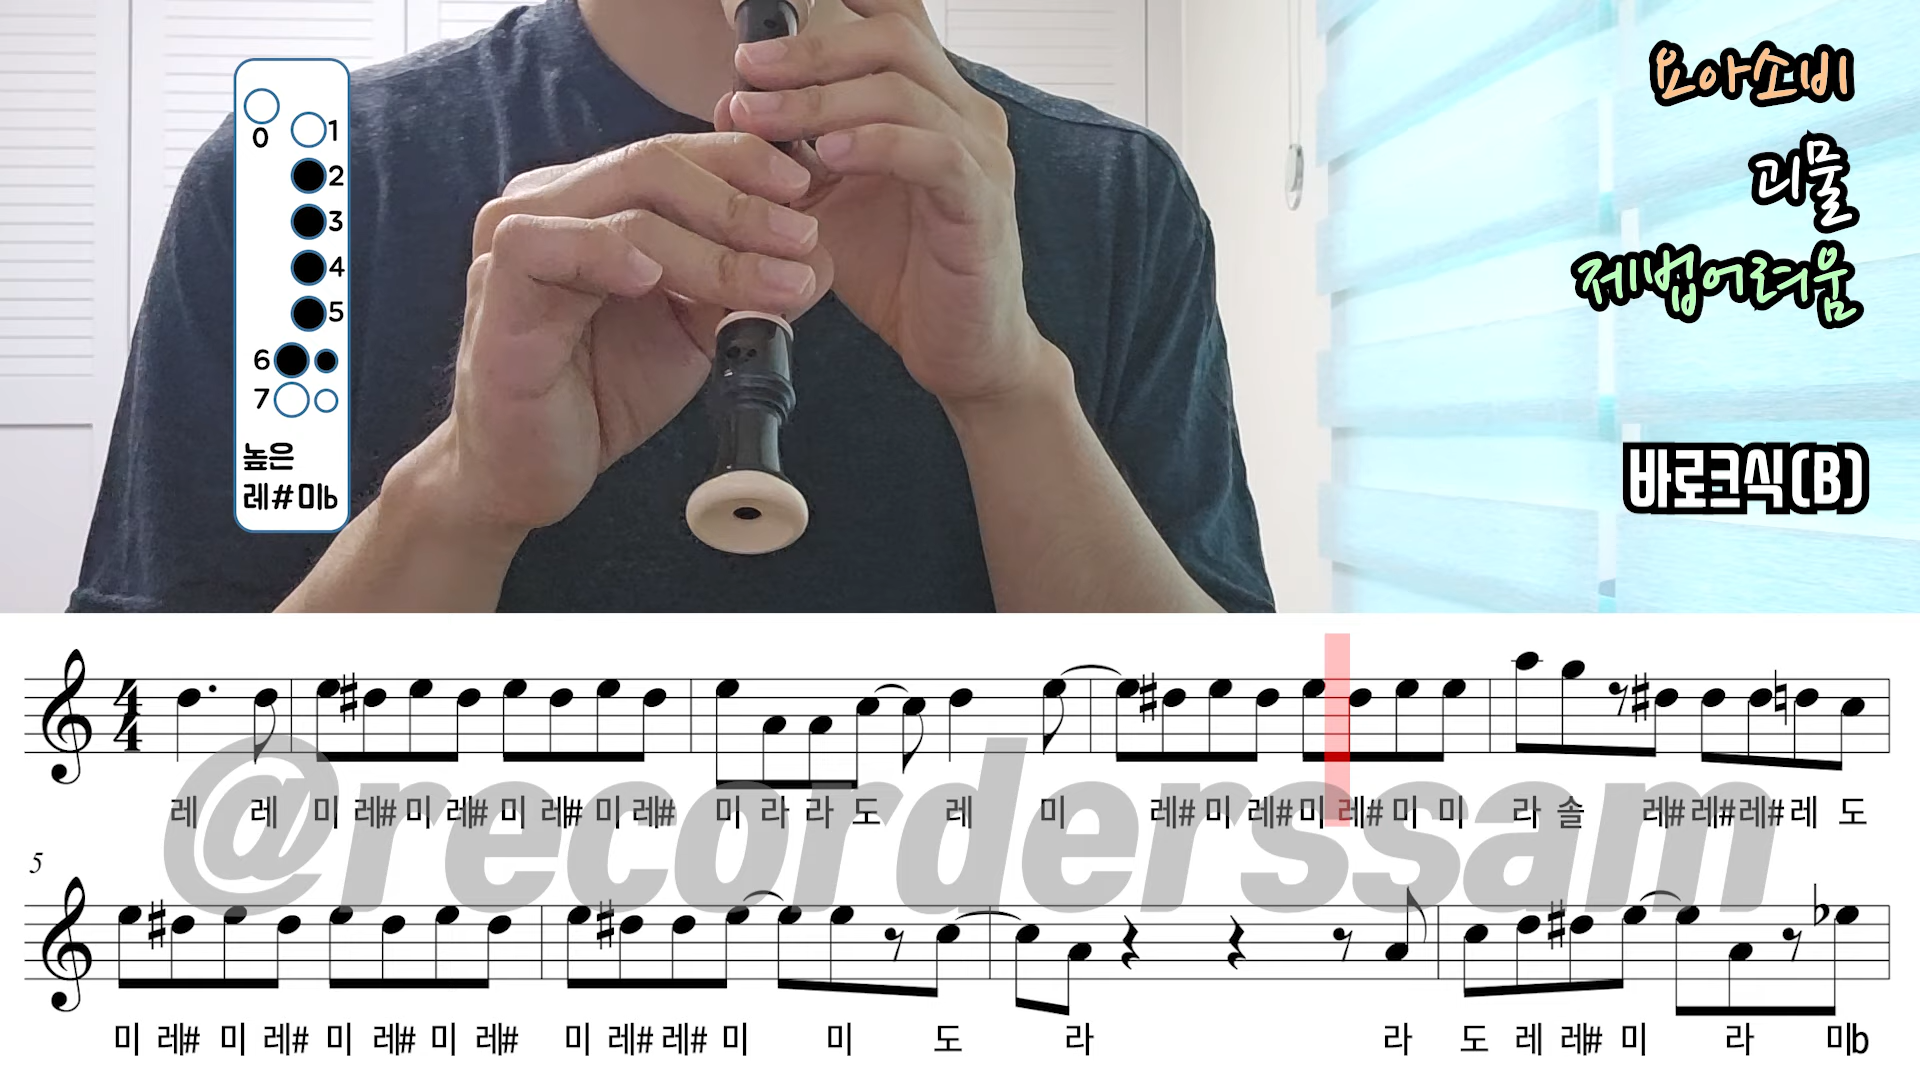 요아소비
괴물
제법어려움
바로크식(B)
0
1
2
3
4
5
6
7
높은
레#미b
@recorderssam
레 레 미 레# 미 레# 미 레# 미 레# 미 라 라 도 레 미 레# 미 레# 미 레# 미 미 라 솔 레# 레# 레# 레 도
5
미 레# 미 레# 미 레# 미 레# 미 레# 레# 미 미 도 라 라 도 레 레# 미 라 미b